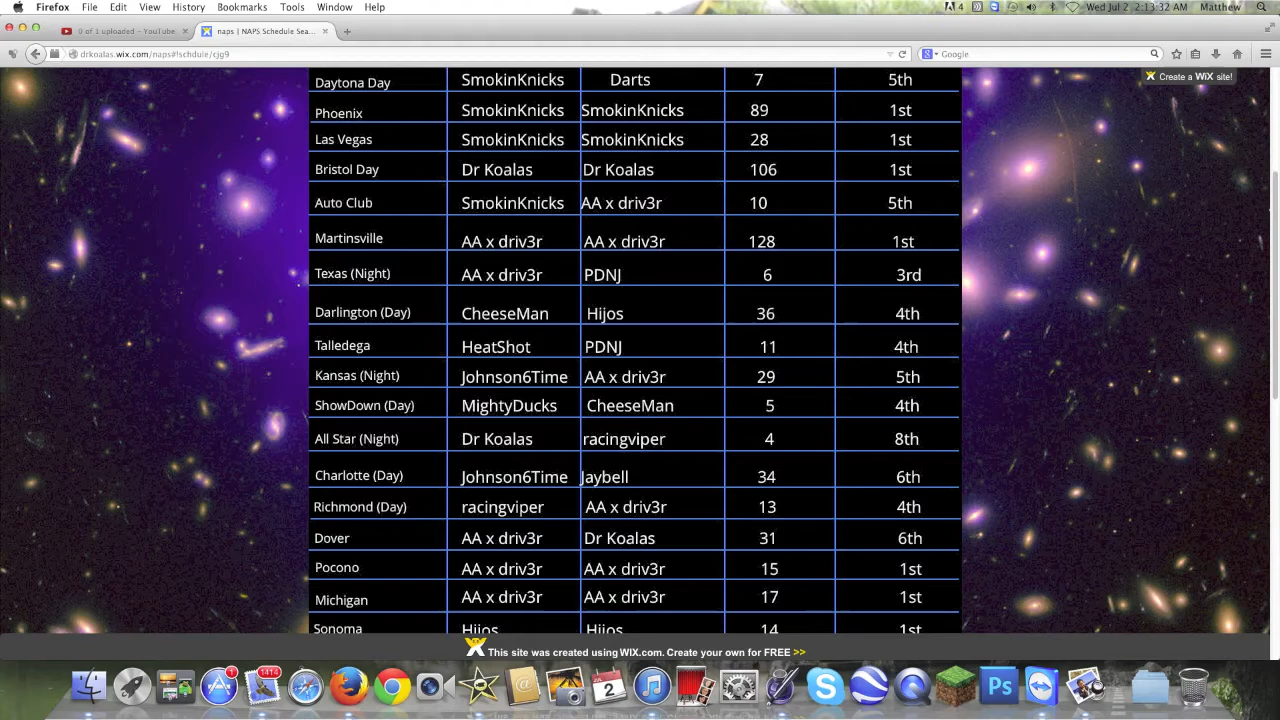 Firefox File Edit View History Bookmarks Tools Window Help 4 Wed Jul 2 2:13:32 AM Matthew
0 of 1 uploaded - YouTube naps | NAPS Schedule Sea...
drkoalas.wix.com/naps#!schdule/cjg9 Google
Create a WiX site!
Daytona Day SmokinKnicks Darts 7 5th
Phoenix SmokinKnicks SmokinKnicks 89 1st
Las Vegas SmokinKnicks SmokinKnicks 28 1st
Bristol Day Dr Koalas Dr Koalas 106 1st
Auto Club SmokinKnicks AA x driv3r 10 5th
Martinsville AA x driv3r AA x driv3r 128 1st
Texas (Night) AA x driv3r PDNJ 6 3rd
Darlington (Day) CheeseMan Hijos 36 4th
Talledega HeatShot PDNJ 11 4th
Kansas (Night) Johnson6Time AA x driv3r 29 5th
ShowDown (Day) MightyDucks CheeseMan 5 4th
All Star (Night) Dr Koalas racingviper 4 8th
Charlotte (Day) Johnson6Time Jaybell 34 6th
Richmond (Day) racingviper AA x driv3r 13 4th
Dover AA x driv3r Dr Koalas 31 6th
Pocono AA x driv3r AA x driv3r 15 1st
Michigan AA x driv3r AA x driv3r 17 1st
Sonoma Hijos Hijos 14 1st
This site was created using WIX.com. Create your own for FREE >>
1 1414 JUL 2 Ps